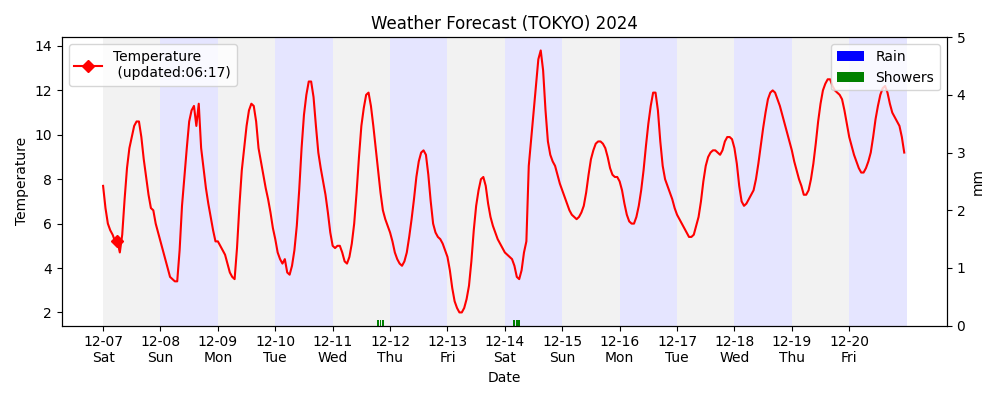 Weather Forecast (TOKYO) 2024
Temperature
(updated:06:17)
Rain
Showers
14
12
10
8
6
4
2
Temperature
5
4
3
2
1
0
mm
12-07 12-08 12-09 12-10 12-11 12-12 12-13 12-14 12-15 12-16 12-17 12-18 12-19 12-20
Sat Sun Mon Tue Wed Thu Fri Sat Sun Mon Tue Wed Thu Fri
Date